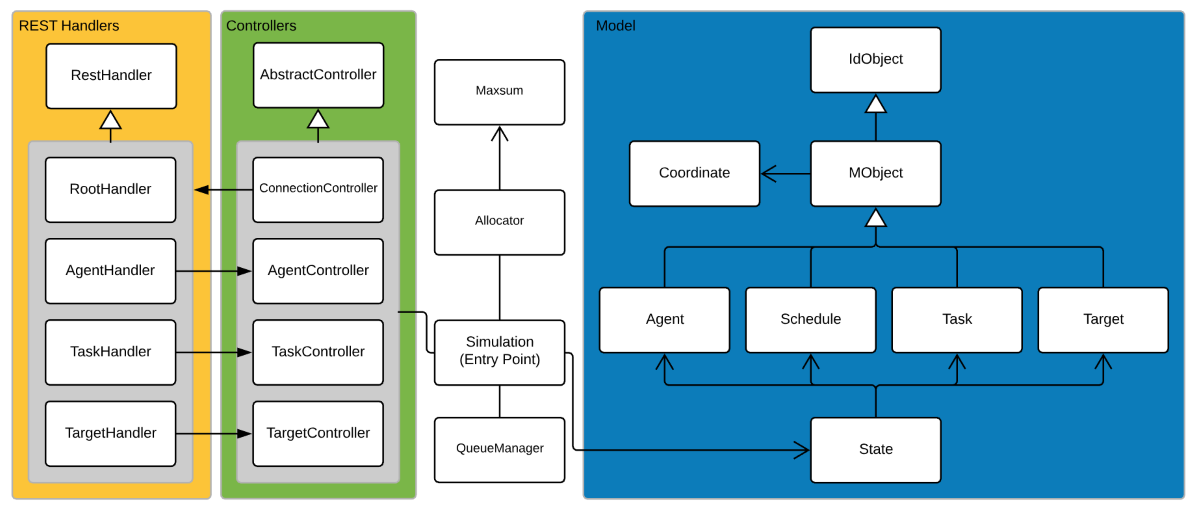 REST Handlers
RestHandler
RootHandler
AgentHandler
TaskHandler
TargetHandler
Controllers
AbstractController
ConnectionController
AgentController
TaskController
TargetController
Maxsum
Allocator
Simulation
(Entry Point)
QueueManager
Model
IdObject
Coordinate
MObject
Agent
Schedule
Task
Target
State